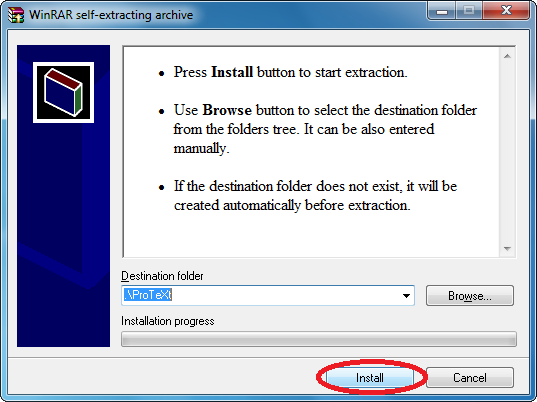 WinRAR self-extracting archive
• Press Install button to start extraction.
• Use Browse button to select the destination folder
from the folders tree. It can be also entered
manually.
• If the destination folder does not exist, it will be
created automatically before extraction.
Destination folder
.\ProTeXt
Browse...
Installation progress
Install
Cancel